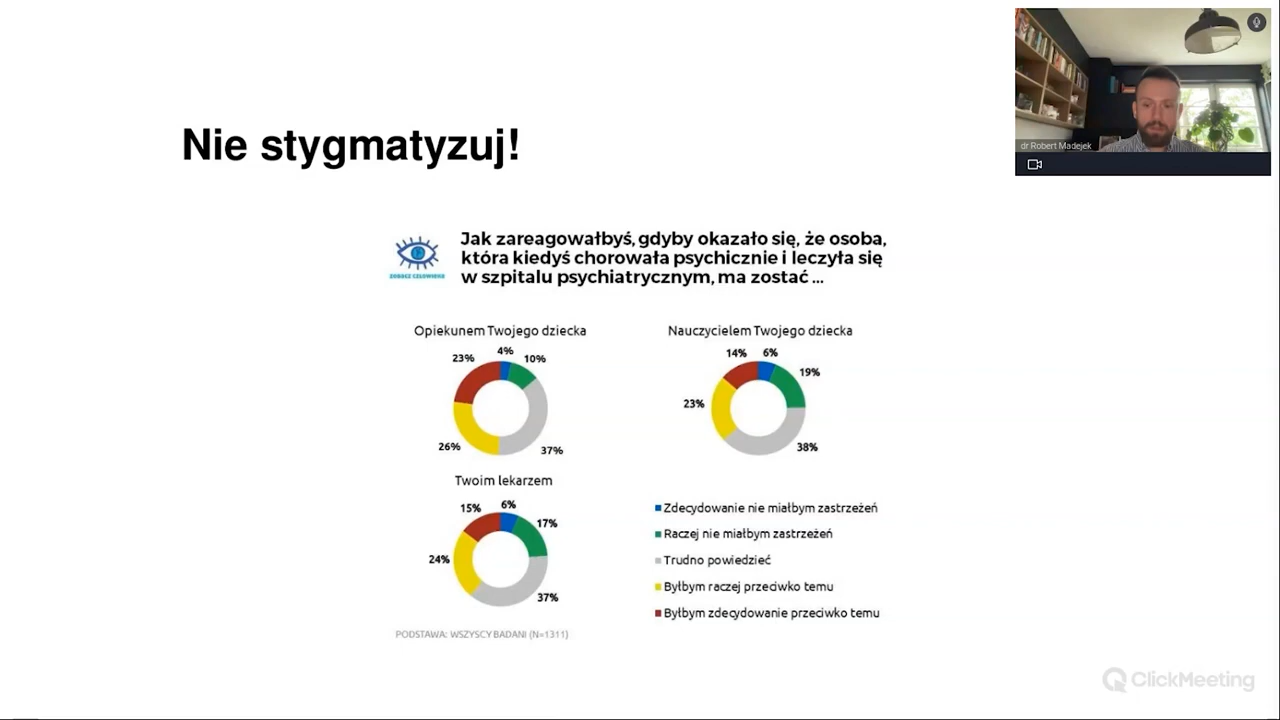 dr Robert Madejek
Nie stygmatyzuj!
ZOBACZ CZŁOWIEKA
Jak zareagowałbyś, gdyby okazało się, że osoba,
która kiedyś chorowała psychicznie i leczyła się
w szpitalu psychiatrycznym, ma zostać ...
Opiekunem Twojego dziecka
23%
4%
10%
26%
37%
Nauczycielem Twojego dziecka
14%
6%
19%
23%
38%
Twoim lekarzem
15%
6%
17%
24%
37%
Zdecydowanie nie miałbym zastrzeżeń
Raczej nie miałbym zastrzeżeń
Trudno powiedzieć
Byłbym raczej przeciwko temu
Byłbym zdecydowanie przeciwko temu
PODSTAWA: WSZYSCY BADANI (N=1311)
ClickMeeting